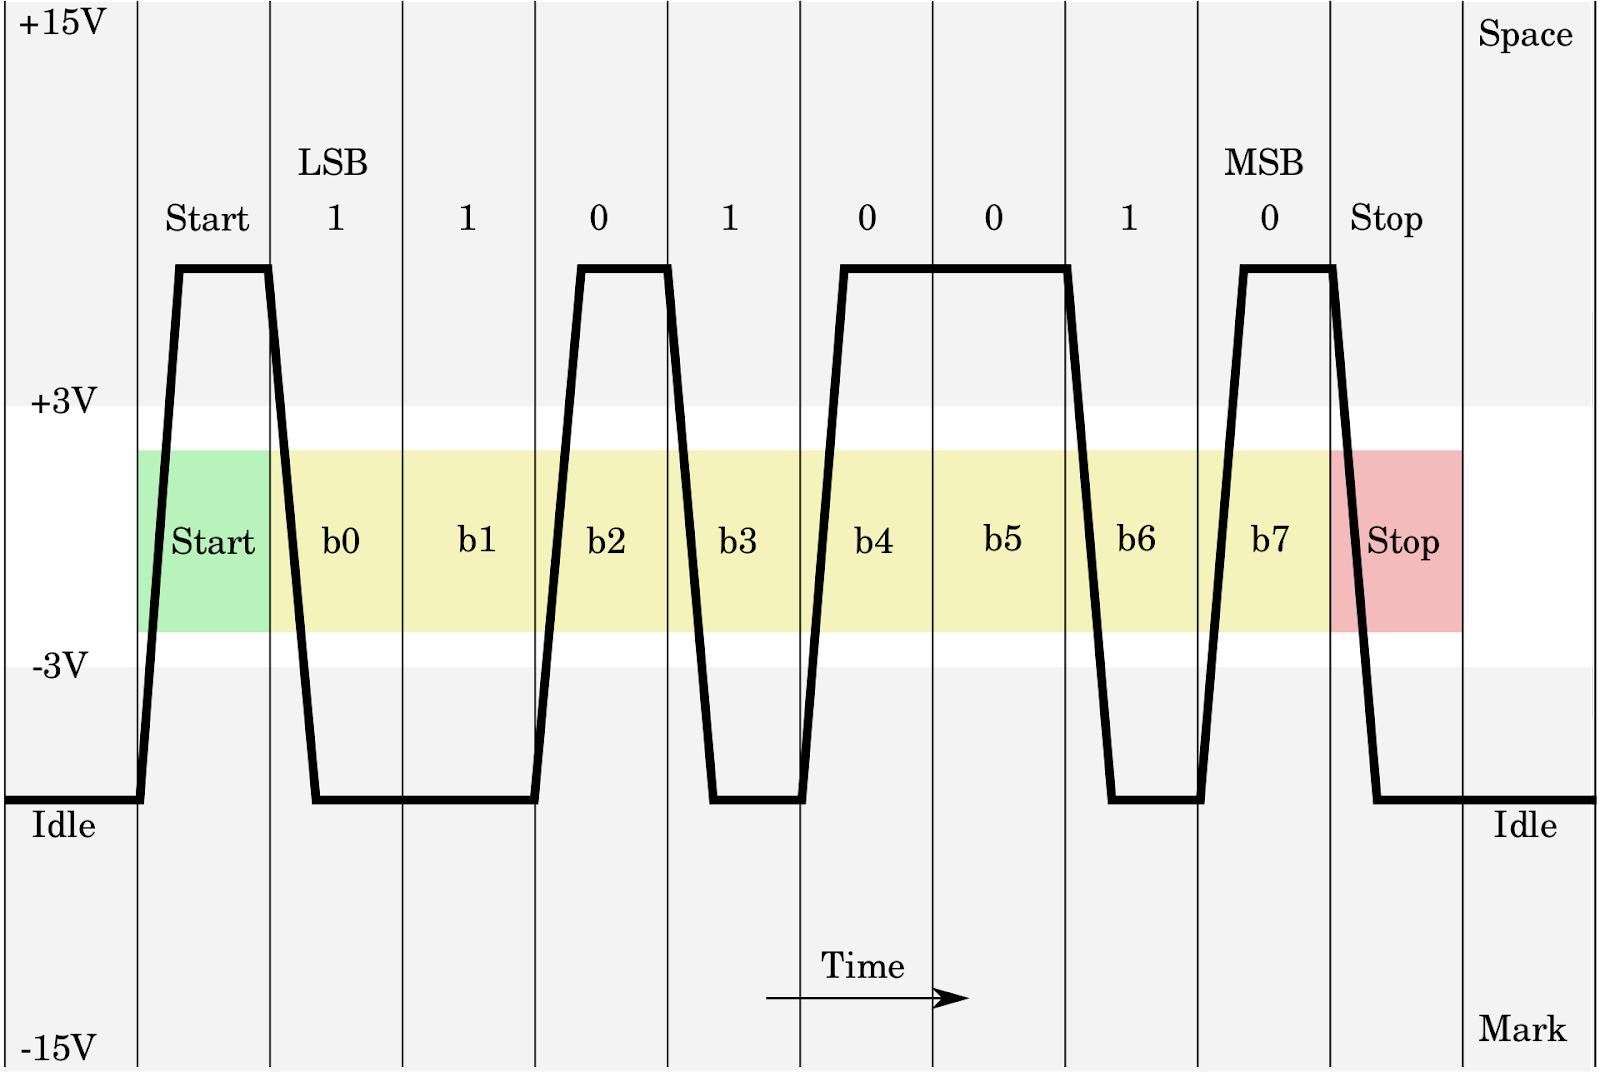 +15V
Space
LSB
MSB
Start 1 1 0 1 0 0 1 0 Stop
+3V
Start b0 b1 b2 b3 b4 b5 b6 b7 Stop
-3V
Idle
Idle
Time
-15V
Mark